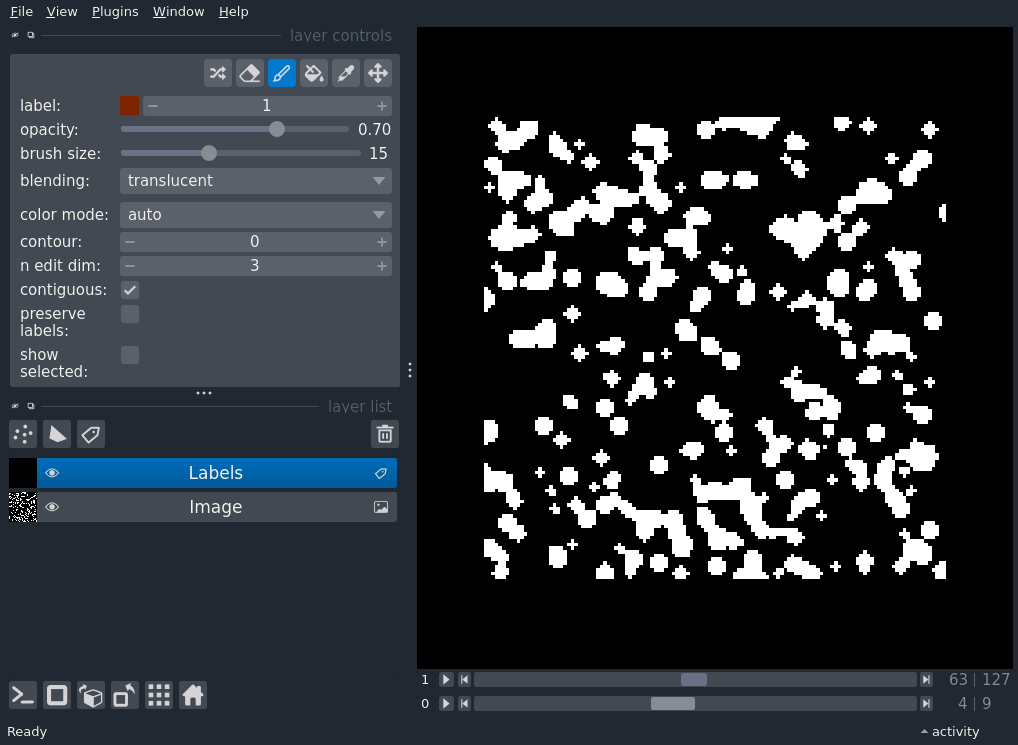 File View Plugins Window Help
layer controls
label: 1
opacity: 0.70
brush size: 15
blending: translucent
color mode: auto
contour: 0
n edit dim: 3
contiguous:
preserve
labels:
show
selected:
layer list
Labels
Image
1 63 | 127
0 4 | 9
Ready activity